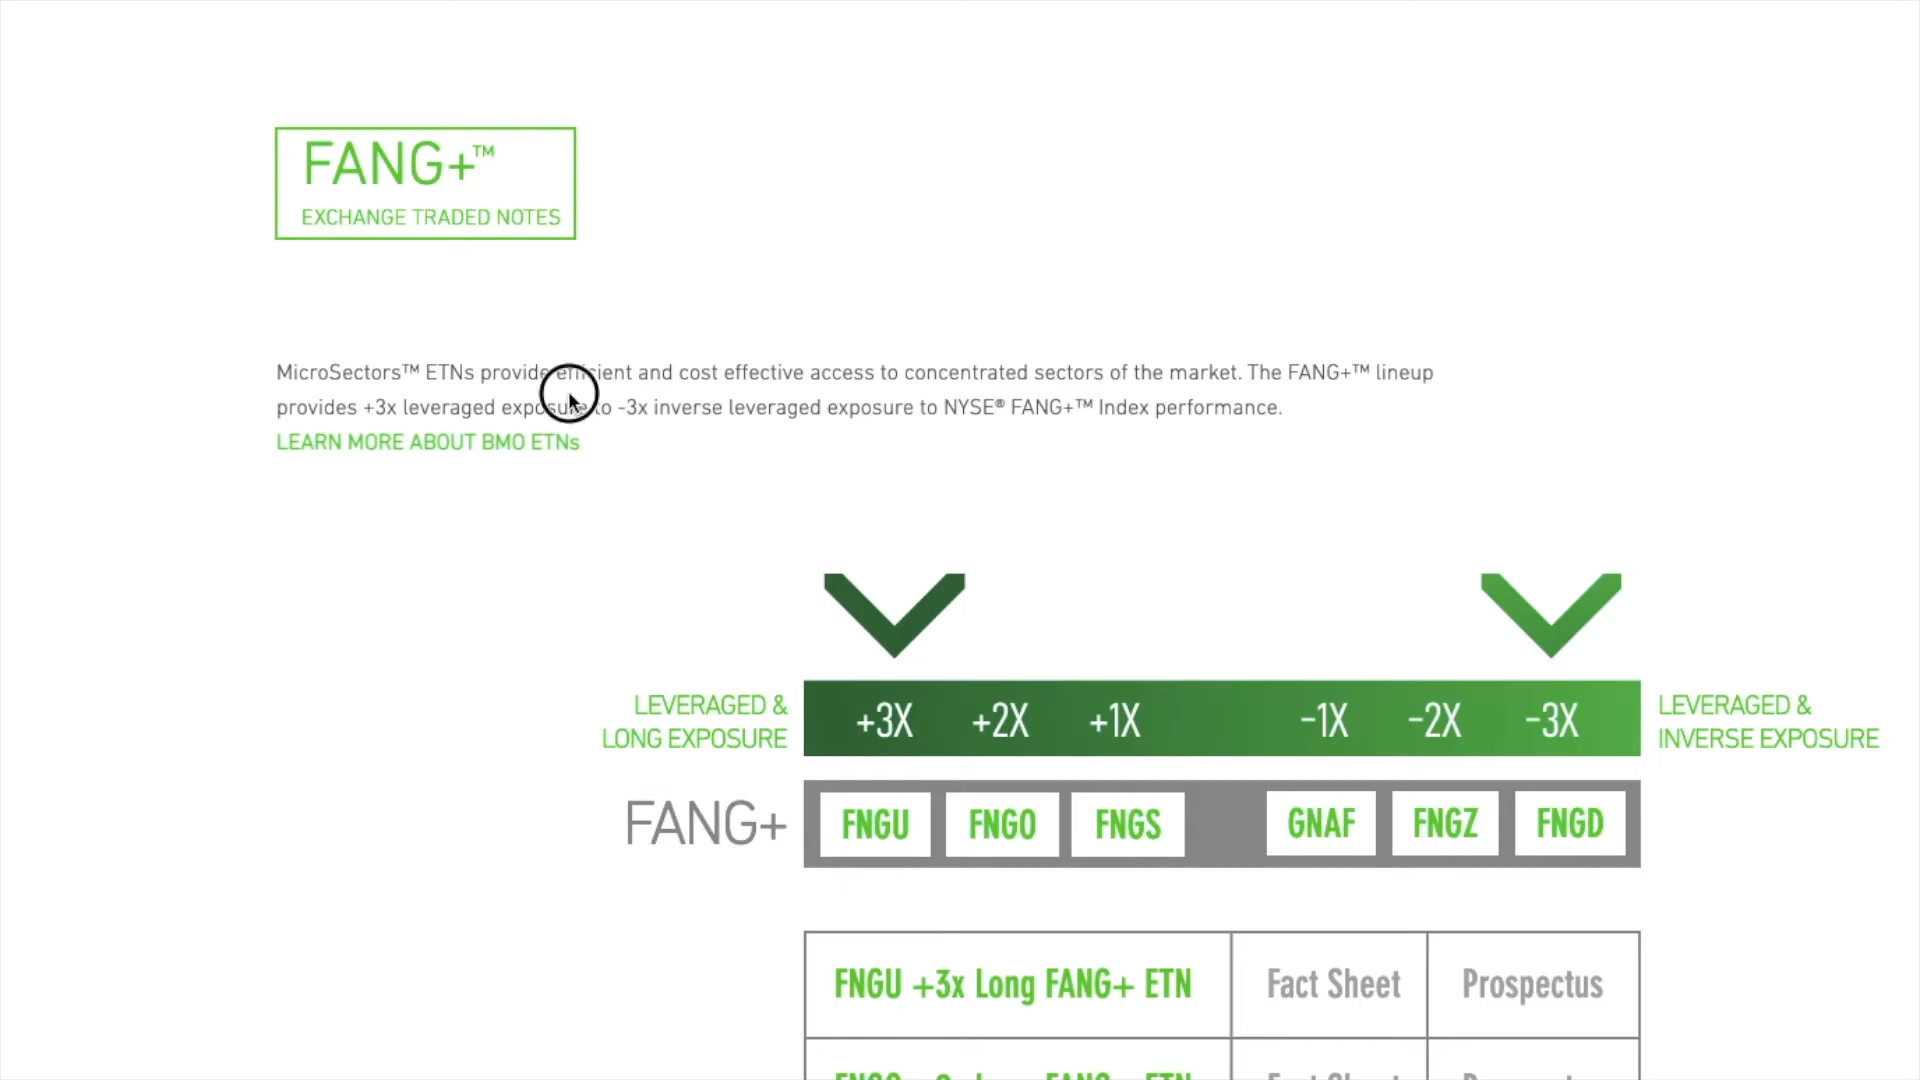 FANG+™
EXCHANGE TRADED NOTES
MicroSectors™ ETNs provide efficient and cost effective access to concentrated sectors of the market. The FANG+™ lineup
provides +3x leveraged exposure to -3x inverse leveraged exposure to NYSE® FANG+™ Index performance.
LEARN MORE ABOUT BMO ETNs
LEVERAGED &
LONG EXPOSURE
+3X +2X +1X -1X -2X -3X
LEVERAGED &
INVERSE EXPOSURE
FANG+ FNGU FNGO FNGS GNAF FNGZ FNGD
FNGU +3x Long FANG+ ETN Fact Sheet Prospectus